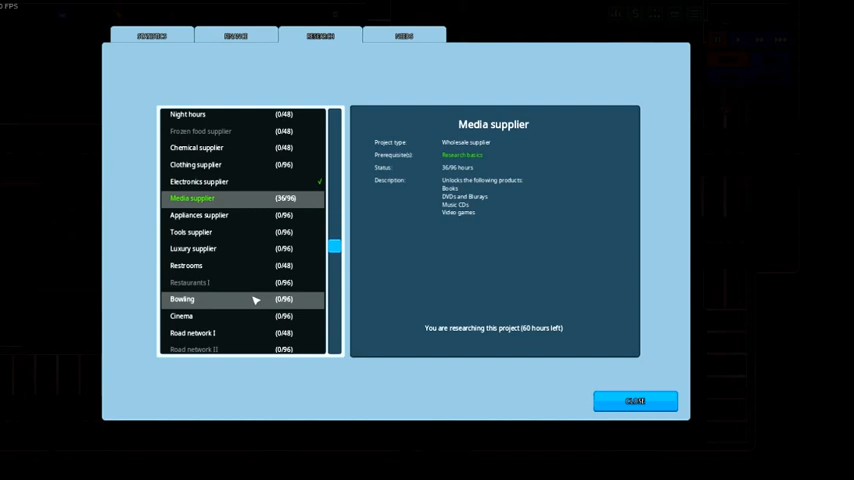 FPS
STATISTICS
FINANCE
RESEARCH
NEEDS
Night hours (0/48)
Frozen food supplier (0/48)
Chemical supplier (0/48)
Clothing supplier (0/96)
Electronics supplier ✓
Media supplier (36/96)
Appliances supplier (0/96)
Tools supplier (0/96)
Luxury supplier (0/96)
Restrooms (0/48)
Restaurants I (0/96)
Bowling (0/96)
Cinema (0/96)
Road network I (0/48)
Road network II (0/96)
Media supplier
Project type Wholesale supplier
Prerequisite(s): Research basics
Status: 36/96 hours
Description: Unlocks the following products:
Books
DVDs and Blurays
Music CDs
Video games
You are researching this project (60 hours left)
CLOSE